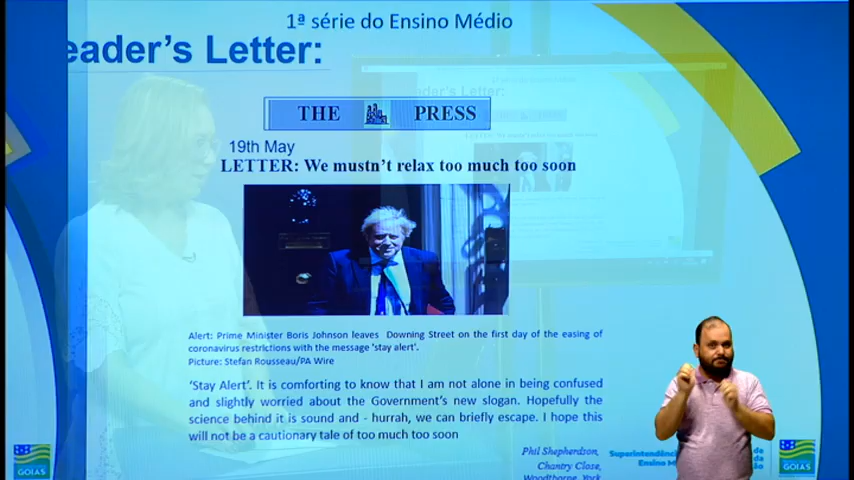 1ª série do Ensino Médio
eader's Letter:
THE PRESS
19th May
LETTER: We mustn't relax too much too soon
Alert: Prime Minister Boris Johnson leaves Downing Street on the first day of the easing of
coronavirus restrictions with the message 'stay alert'.
Picture: Stefan Rousseau/PA Wire
'Stay Alert'. It is comforting to know that I am not alone in being confused
and slightly worried about the Government's new slogan. Hopefully the
science behind it is sound and - hurrah, we can briefly escape. I hope this
will not be a cautionary tale of too much too soon
Phil Shepherdson,
Chantry Close,
Woodthorpe, York
Superintendência
Ensino M
GOIÁS
GOIÁS